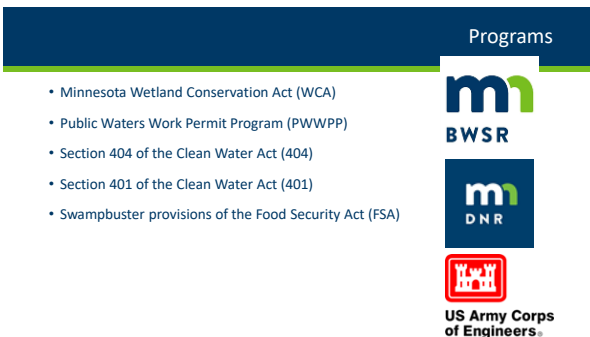 Programs
• Minnesota Wetland Conservation Act (WCA)
• Public Waters Work Permit Program (PWWPP)
• Section 404 of the Clean Water Act (404)
• Section 401 of the Clean Water Act (401)
• Swampbuster provisions of the Food Security Act (FSA)
mn
BWSR
mn
DNR
US Army Corps
of Engineers®